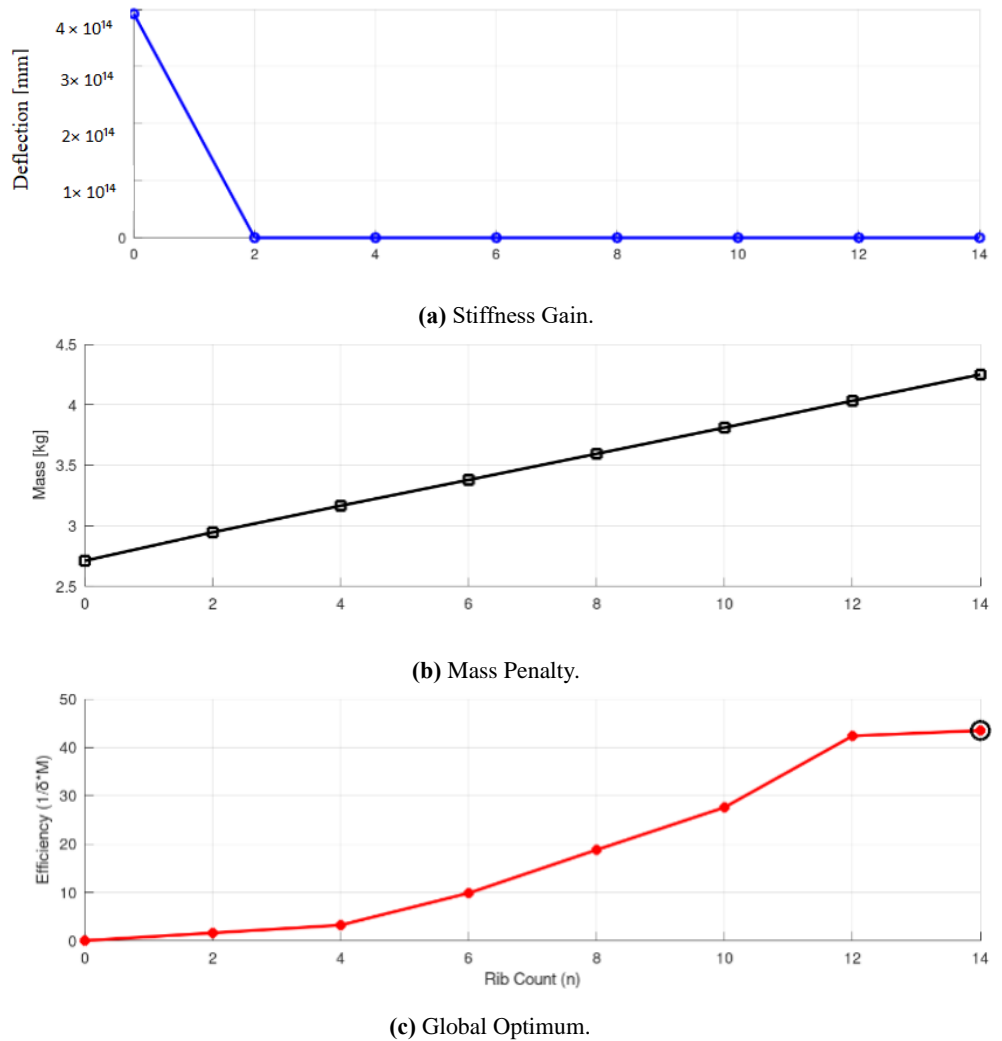 Deflection [mm]
4× 10¹⁴
3× 10¹⁴
2× 10¹⁴
1× 10¹⁴
0
0 2 4 6 8 10 12 14
(a) Stiffness Gain.
Mass [kg]
4.5
4
3.5
3
2.5
0 2 4 6 8 10 12 14
(b) Mass Penalty.
Efficiency (1/δ*M)
50
40
30
20
10
0
0 2 4 6 8 10 12 14
Rib Count (n)
(c) Global Optimum.